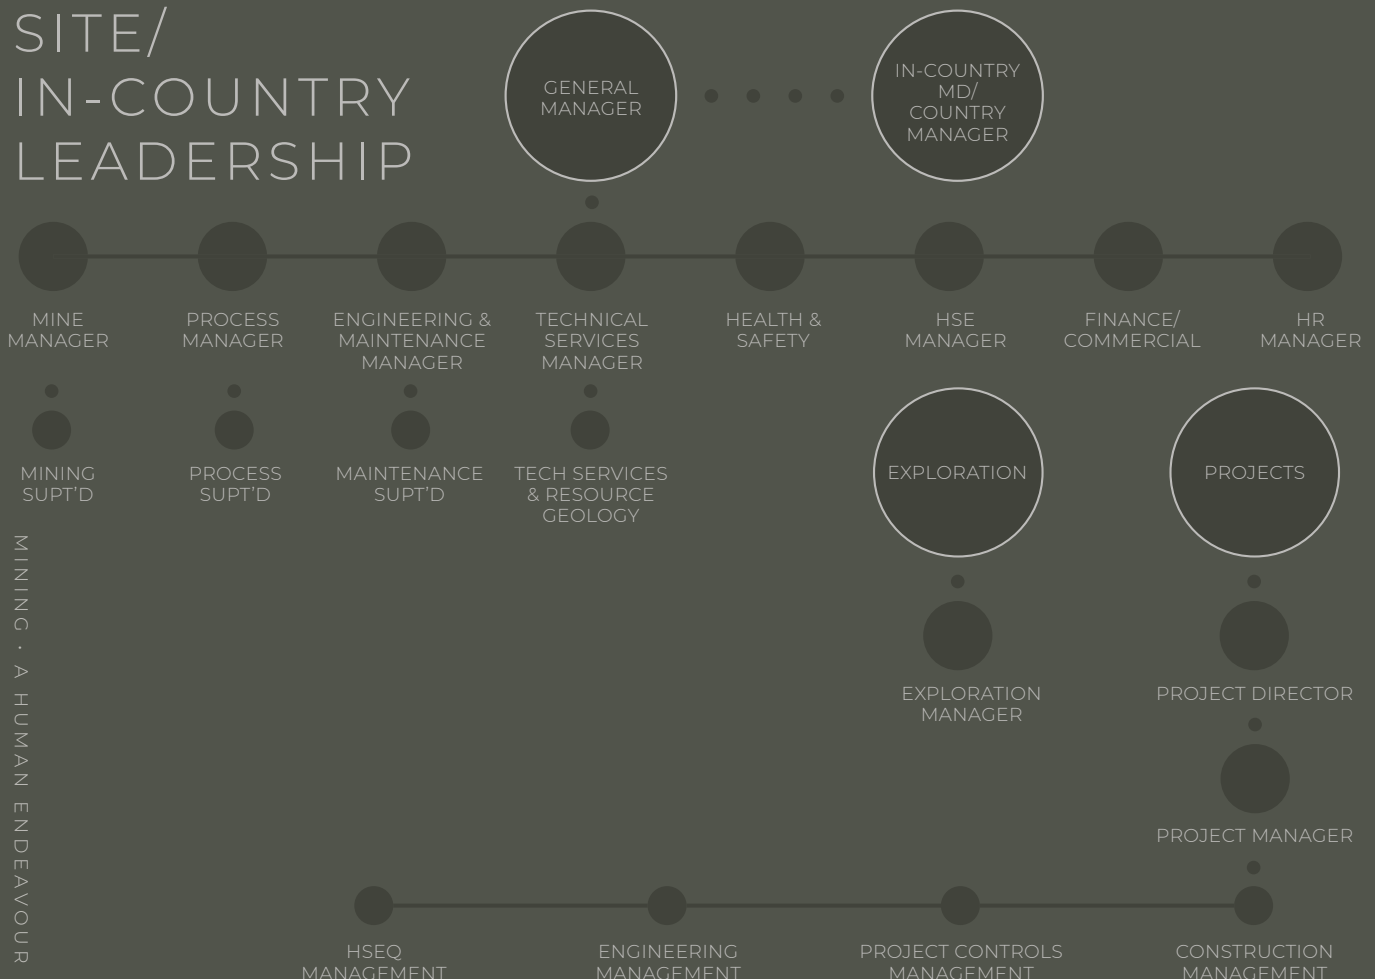 SITE/
IN-COUNTRY
LEADERSHIP
GENERAL
MANAGER
IN-COUNTRY
MD/
COUNTRY
MANAGER
MINE
MANAGER
PROCESS
MANAGER
ENGINEERING &
MAINTENANCE
MANAGER
TECHNICAL
SERVICES
MANAGER
HEALTH &
SAFETY
HSE
MANAGER
FINANCE/
COMMERCIAL
HR
MANAGER
MINING
SUPT'D
PROCESS
SUPT'D
MAINTENANCE
SUPT'D
TECH SERVICES
& RESOURCE
GEOLOGY
EXPLORATION
PROJECTS
EXPLORATION
MANAGER
PROJECT DIRECTOR
PROJECT MANAGER
HSEQ
MANAGEMENT
ENGINEERING
MANAGEMENT
PROJECT CONTROLS
MANAGEMENT
CONSTRUCTION
MANAGEMENT
MINING • A HUMAN ENDEAVOUR